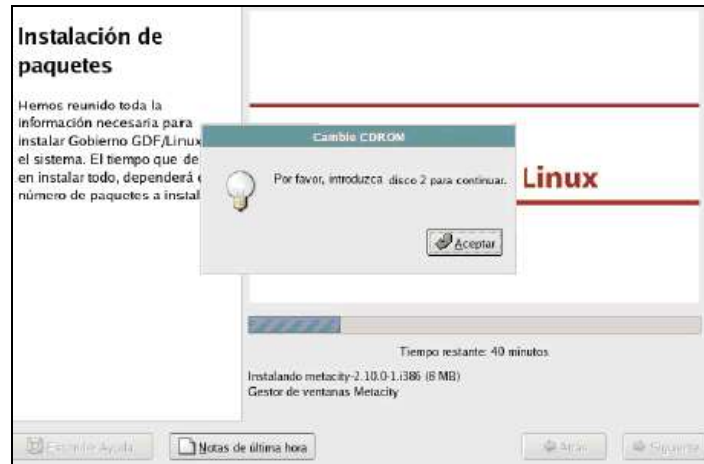 Instalación de
paquetes
Hemos reunido toda la
información necesaria para
instalar Gobierno GDF/Linux
el sistema. El tiempo que de
en instalar todo, dependerá
número de paquetes a instal
Cambio CDROM
Por favor, introduzca disco 2 para continuar.
Aceptar
Linux
Tiempo restante: 40 minutos
Instalando metacity-2.10.0-1.i386 (6 MB)
Gestor de ventanas Metacity
Esconder Ayuda
Notas de última hora
Atrás
Siguiente